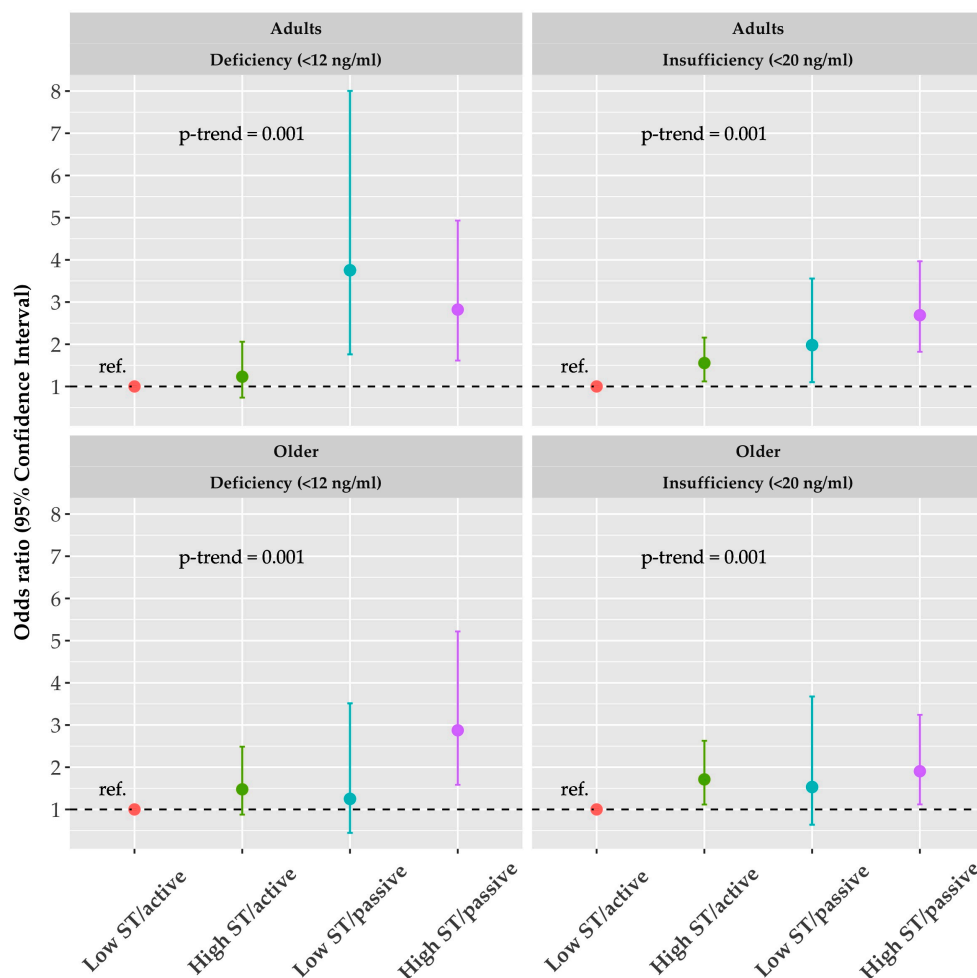 Adults
Deficiency (<12 ng/ml)
Adults
Insufficiency (<20 ng/ml)
Odds ratio (95% Confidence Interval)
8
7
6
5
4
3
2
1
p-trend = 0.001
ref.
p-trend = 0.001
ref.
Older
Deficiency (<12 ng/ml)
Older
Insufficiency (<20 ng/ml)
8
7
6
5
4
3
2
1
p-trend = 0.001
ref.
p-trend = 0.001
ref.
Low ST/active
High ST/active
Low ST/passive
High ST/passive
Low ST/active
High ST/active
Low ST/passive
High ST/passive